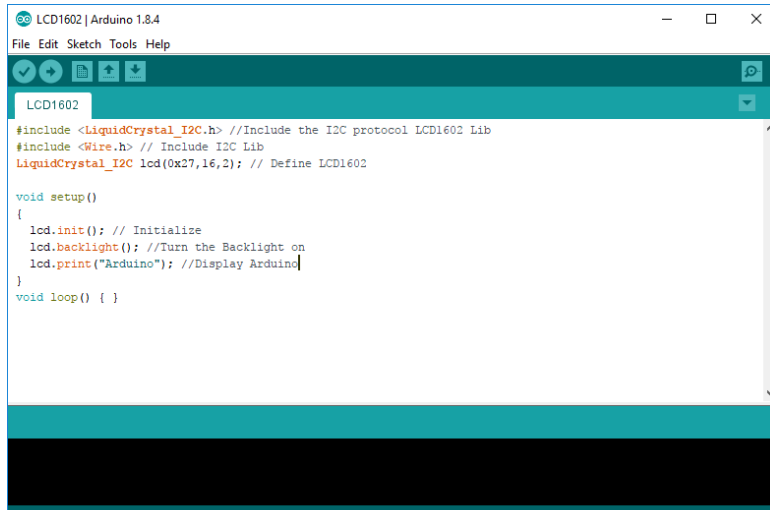 LCD1602 | Arduino 1.8.4
File Edit Sketch Tools Help
LCD1602
#include <LiquidCrystal_I2C.h> //Include the I2C protocol LCD1602 Lib
#include <Wire.h> // Include I2C Lib
LiquidCrystal_I2C lcd(0x27,16,2); // Define LCD1602
void setup()
{
  lcd.init(); // Initialize
  lcd.backlight(); //Turn the Backlight on
  lcd.print("Arduino"); //Display Arduino
}
void loop() { }